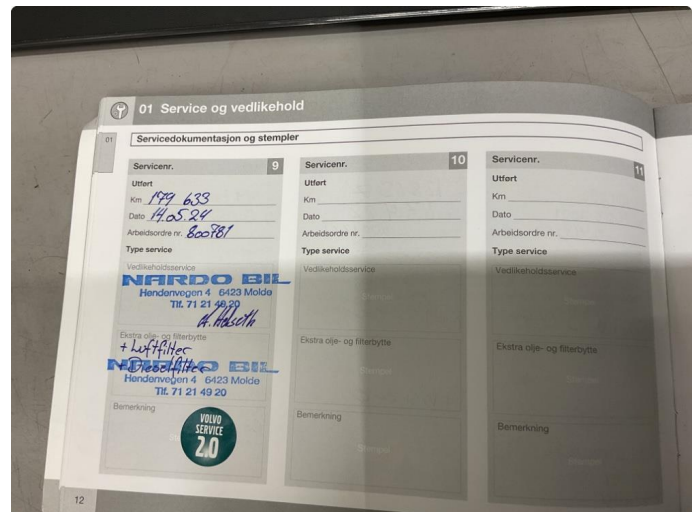 01 Service og vedlikehold
01
Servicedokumentasjon og stempler
Servicenr. 9
Utført
Km 179 633
Dato 14.05.24
Arbeidsordre nr. 800781
Type service
Vedlikeholdsservice
NARDO BIL
Hendenvegen 4 6423 Molde
Tlf. 71 21 49 20
Ekstra olje- og filterbytte
+ Luftfilter
+ Dieselfilter
NARDO BIL
Hendenvegen 4 6423 Molde
Tlf. 71 21 49 20
Bemerkning
VOLVO
SERVICE
2.0
Servicenr. 10
Utført
Km
Dato
Arbeidsordre nr.
Type service
Vedlikeholdsservice
Ekstra olje- og filterbytte
Stempel
Bemerkning
Stempel
Servicenr. 11
Utført
Km
Dato
Arbeidsordre nr.
Type service
Vedlikeholdsservice
Ekstra olje- og filterbytte
Bemerkning
12